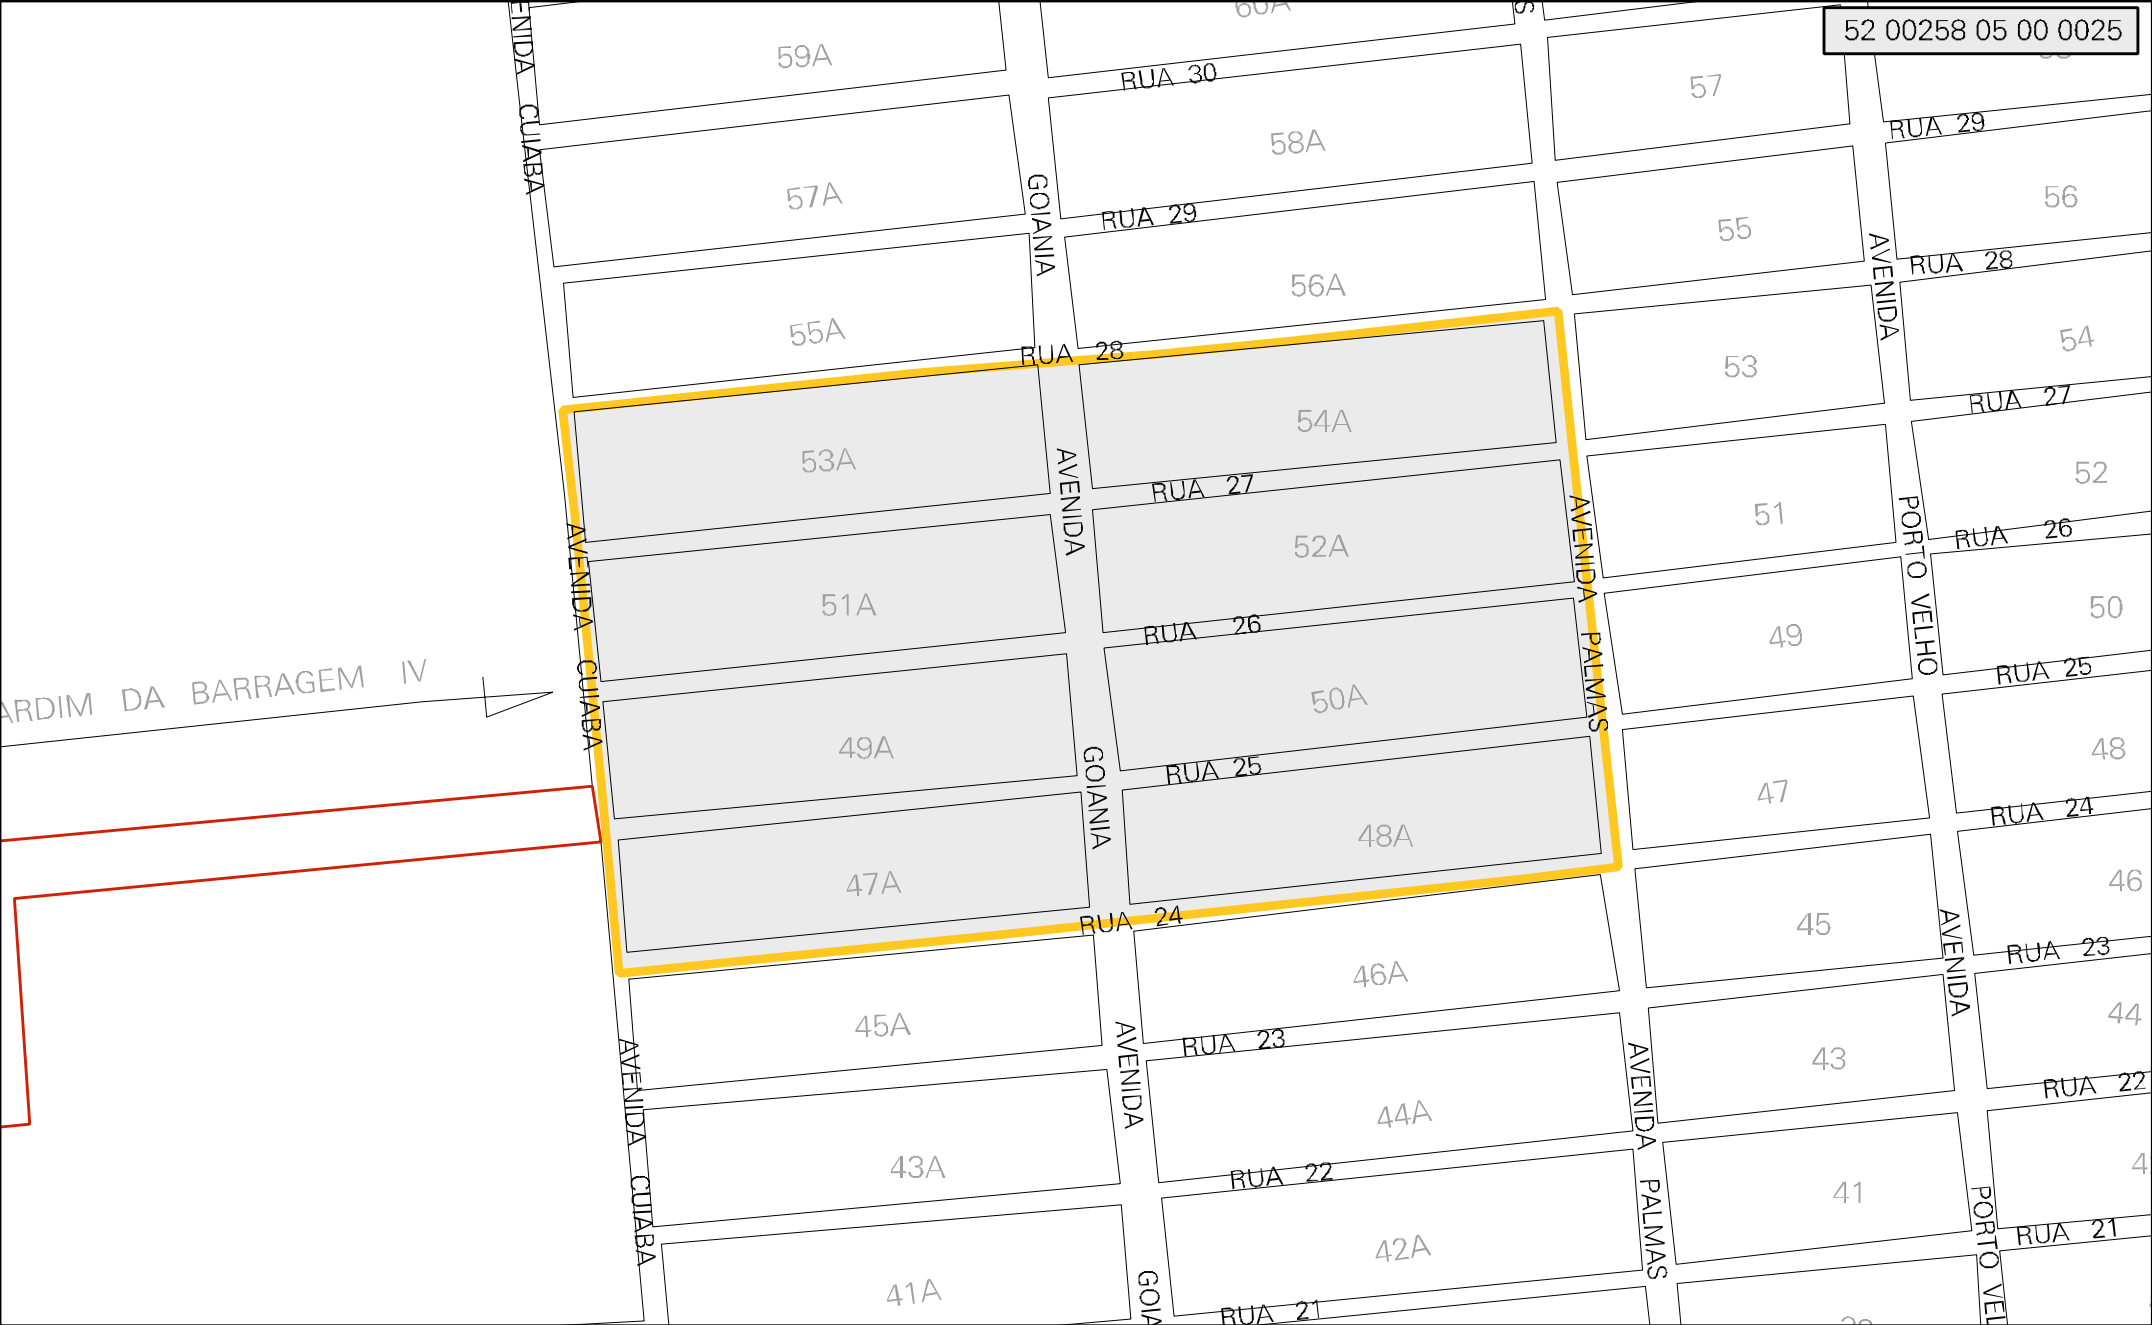 52 00258 05 00 0025
ENIDA CUIABA
59A
60A
RUA 30
57
RUA 29
57A
58A
GOIANIA
RUA 29
56
55
RUA 28
55A
56A
AVENIDA
RUA 28
53
54
RUA 27
53A
54A
AVENIDA
RUA 27
52
51
RUA 26
AVENIDA CUIABA
51A
52A
AVENIDA PALMAS
PORTO VELHO
RUA 26
50
49
RUA 25
ARDIM DA BARRAGEM IV
49A
50A
RUA 25
GOIANIA
48
47
RUA 24
47A
48A
RUA 24
46
45
RUA 23
45A
46A
AVENIDA
RUA 23
44
43
RUA 22
AVENIDA CUIABA
43A
44A
AVENIDA
AVENIDA PALMAS
RUA 22
41
PORTO VEL
RUA 21
41A
42A
GOIA
RUA 21